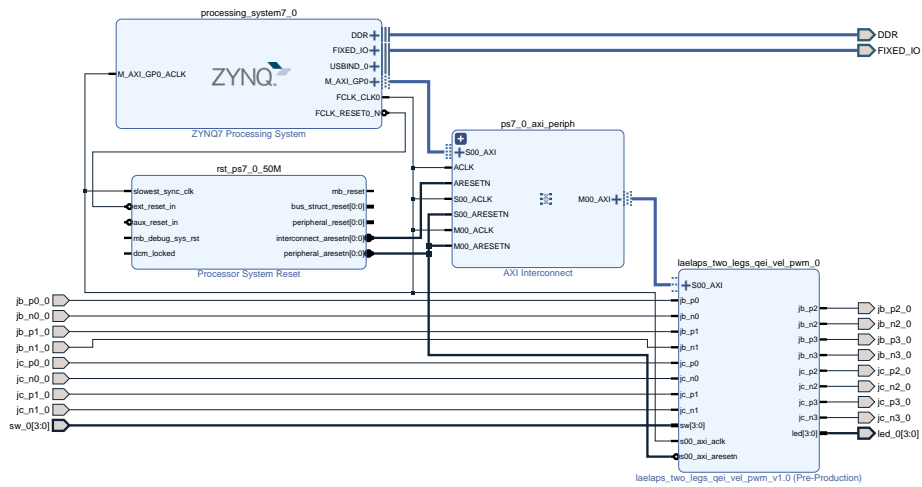 processing_system7_0
DDR
FIXED_IO
USBIND_0
M_AXI_GP0
FCLK_CLK0
FCLK_RESET0_N
M_AXI_GP0_ACLK
ZYNQ
ZYNQ7 Processing System
DDR
FIXED_IO
ps7_0_axi_periph
S00_AXI
ACLK
ARESETN
S00_ACLK
S00_ARESETN
M00_ACLK
M00_ARESETN
M00_AXI
AXI Interconnect
rst_ps7_0_50M
slowest_sync_clk
ext_reset_in
aux_reset_in
mb_debug_sys_rst
dcm_locked
mb_reset
bus_struct_reset[0:0]
peripheral_reset[0:0]
interconnect_aresetn[0:0]
peripheral_aresetn[0:0]
Processor System Reset
jb_p0_0
jb_n0_0
jb_p1_0
jb_n1_0
jc_p0_0
jc_n0_0
jc_p1_0
jc_n1_0
sw_0[3:0]
laelaps_two_legs_qei_vel_pwm_0
S00_AXI
jb_p0
jb_n0
jb_p1
jb_n1
jc_p0
jc_n0
jc_p1
jc_n1
sw[3:0]
s00_axi_aclk
s00_axi_aresetn
jb_p2
jb_n2
jb_p3
jb_n3
jc_p2
jc_n2
jc_p3
jc_n3
led[3:0]
laelaps_two_legs_qei_vel_pwm_v1.0 (Pre-Production)
jb_p2_0
jb_n2_0
jb_p3_0
jb_n3_0
jc_p2_0
jc_n2_0
jc_p3_0
jc_n3_0
led_0[3:0]